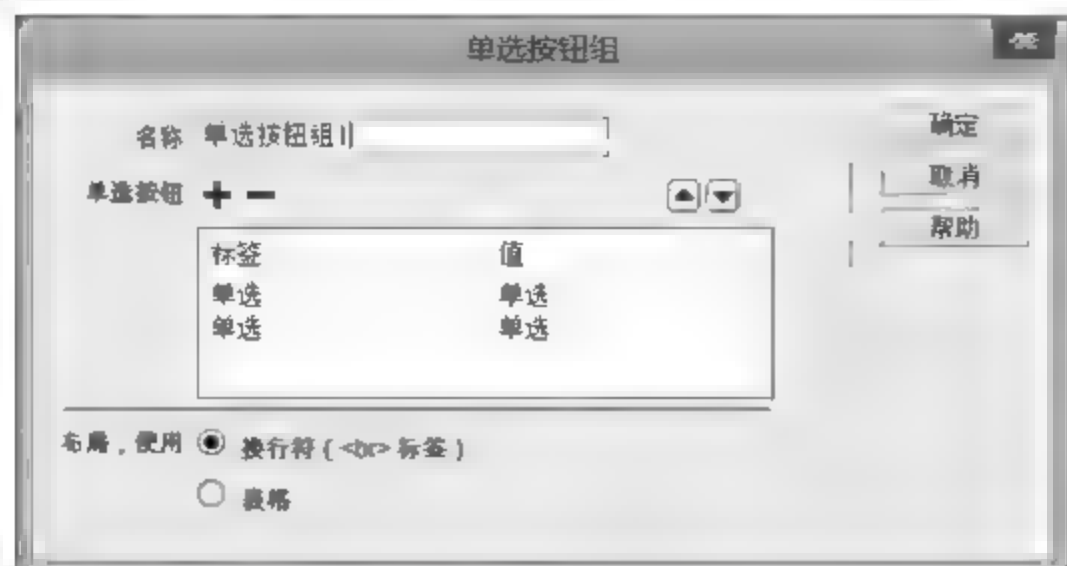 单选按钮组
名称 单选按钮组1
确定
单选按钮
取消
帮助
标签 值
单选 单选
单选 单选
布局，使用 换行符（<br>标签）
表格